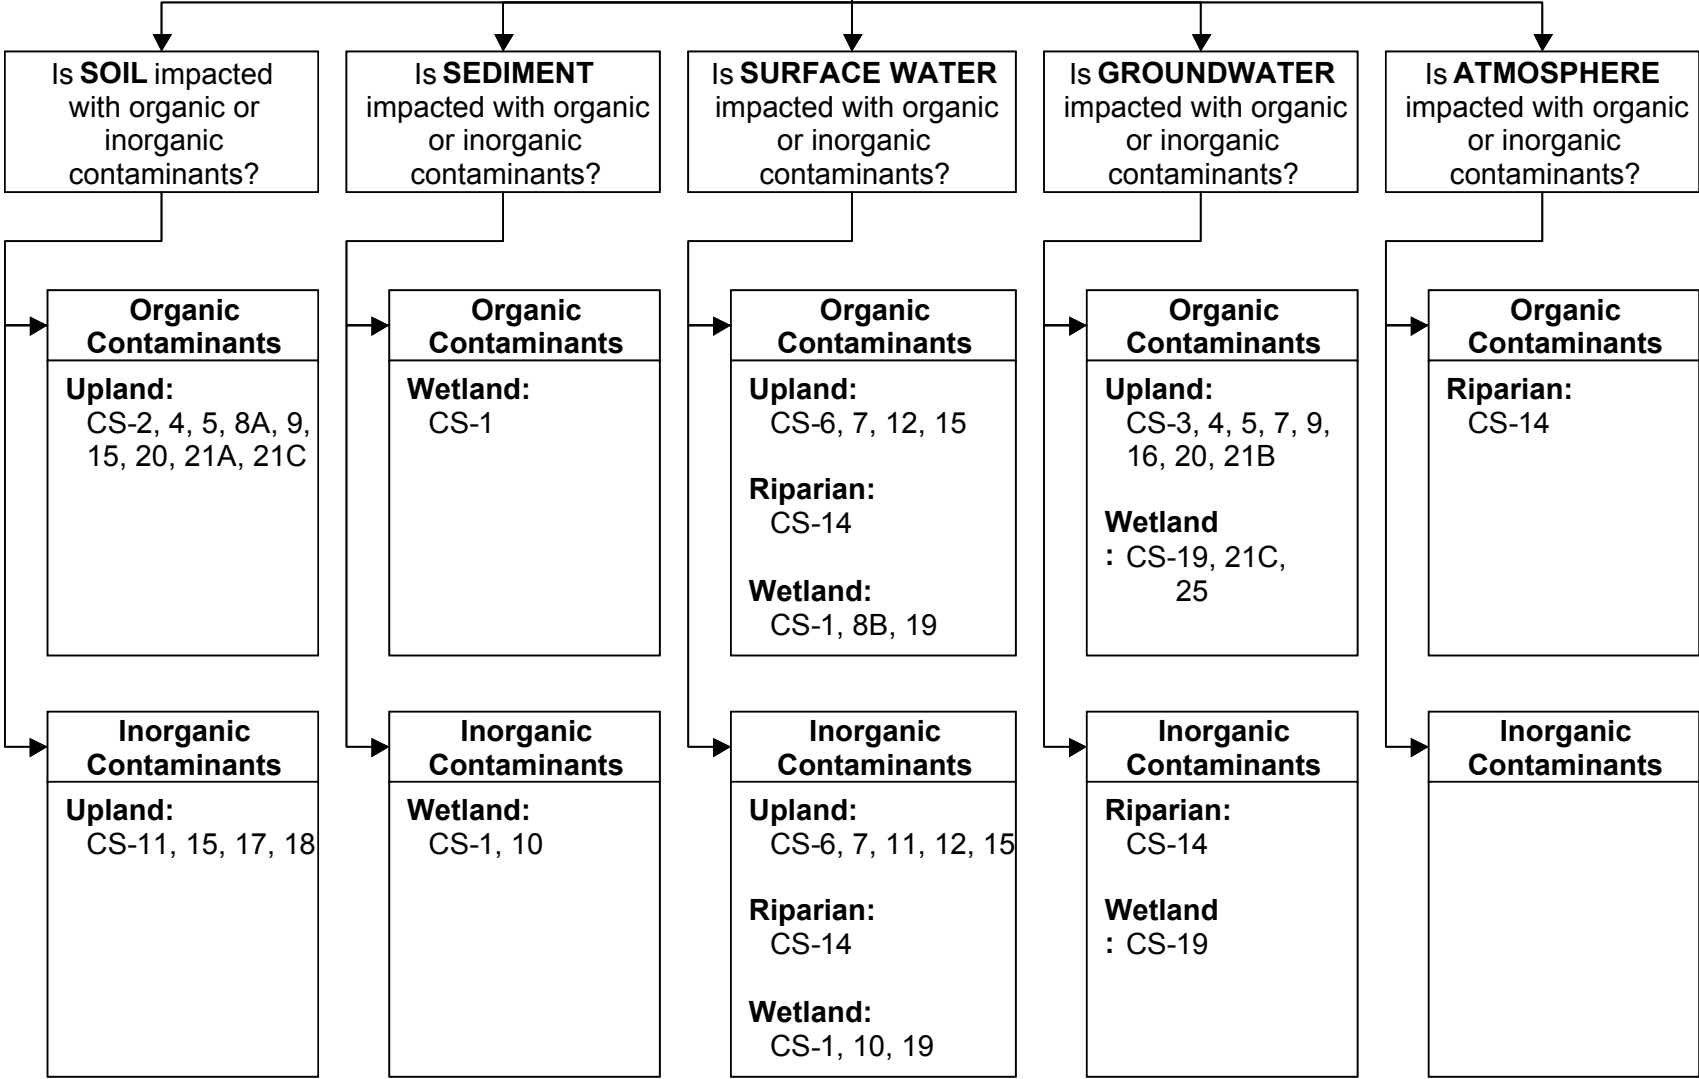 Is SOIL impacted
with organic or
inorganic
contaminants?
Is SEDIMENT
impacted with organic
or inorganic
contaminants?
Is SURFACE WATER
impacted with organic
or inorganic
contaminants?
Is GROUNDWATER
impacted with organic
or inorganic
contaminants?
Is ATMOSPHERE
impacted with organic
or inorganic
contaminants?
Organic
Contaminants
Upland:
CS-2, 4, 5, 8A, 9,
15, 20, 21A, 21C
Organic
Contaminants
Wetland:
CS-1
Organic
Contaminants
Upland:
CS-6, 7, 12, 15
Riparian:
CS-14
Wetland:
CS-1, 8B, 19
Organic
Contaminants
Upland:
CS-3, 4, 5, 7, 9,
16, 20, 21B
Wetland
: CS-19, 21C,
25
Organic
Contaminants
Riparian:
CS-14
Inorganic
Contaminants
Upland:
CS-11, 15, 17, 18
Inorganic
Contaminants
Wetland:
CS-1, 10
Inorganic
Contaminants
Upland:
CS-6, 7, 11, 12, 15
Riparian:
CS-14
Wetland:
CS-1, 10, 19
Inorganic
Contaminants
Riparian:
CS-14
Wetland
: CS-19
Inorganic
Contaminants